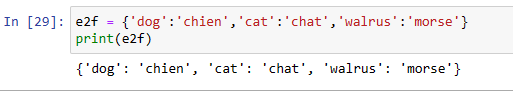 In [29]: e2f = {'dog':'chien','cat':'chat','walrus':'morse'}
print(e2f)
{'dog': 'chien', 'cat': 'chat', 'walrus': 'morse'}